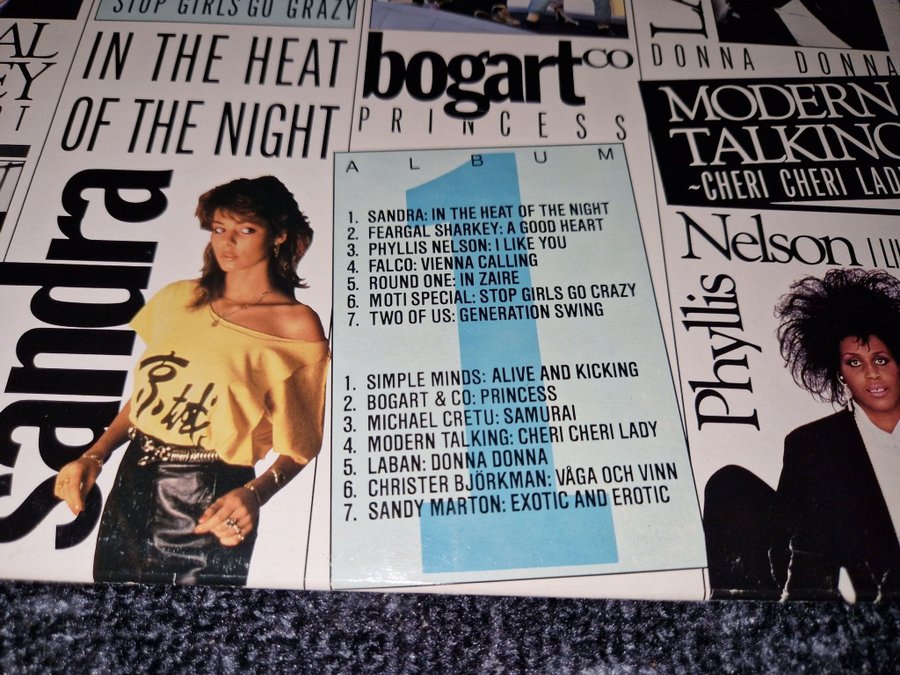 STOP GIRLS GO GRAZY
IN THE HEAT
OF THE NIGHT
Sandra
bogart co
PRINCESS
DONNA DONNA
MODERN
TALKING
~CHERI CHERI LADY
Phyllis
Nelson I LI
ALBUM
1
1. SANDRA: IN THE HEAT OF THE NIGHT
2. FEARGAL SHARKEY: A GOOD HEART
3. PHYLLIS NELSON: I LIKE YOU
4. FALCO: VIENNA CALLING
5. ROUND ONE: IN ZAIRE
6. MOTI SPECIAL: STOP GIRLS GO CRAZY
7. TWO OF US: GENERATION SWING
1. SIMPLE MINDS: ALIVE AND KICKING
2. BOGART & CO: PRINCESS
3. MICHAEL CRETU: SAMURAI
4. MODERN TALKING: CHERI CHERI LADY
5. LABAN: DONNA DONNA
6. CHRISTER BJÖRKMAN: VÅGA OCH VINN
7. SANDY MARTON: EXOTIC AND EROTIC